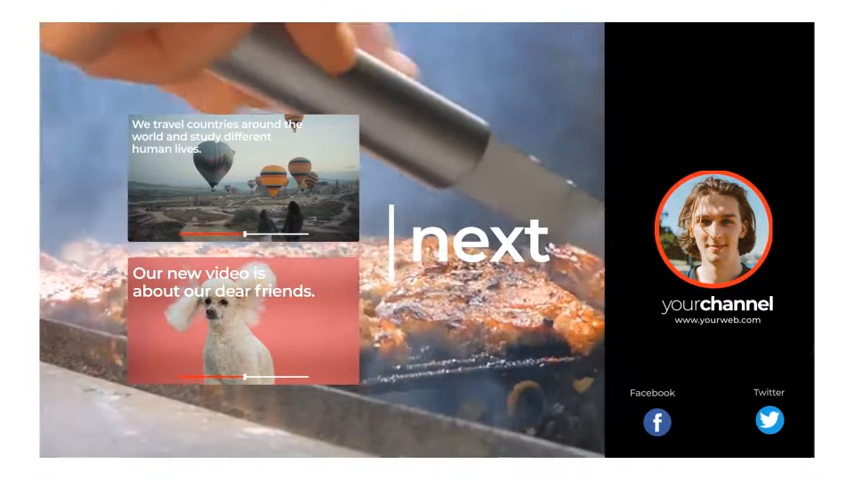 We travel countries around the
world and study different
human lives.
Our new video is
about our dear friends.
next
yourchannel
www.yourweb.com
Facebook
Twitter